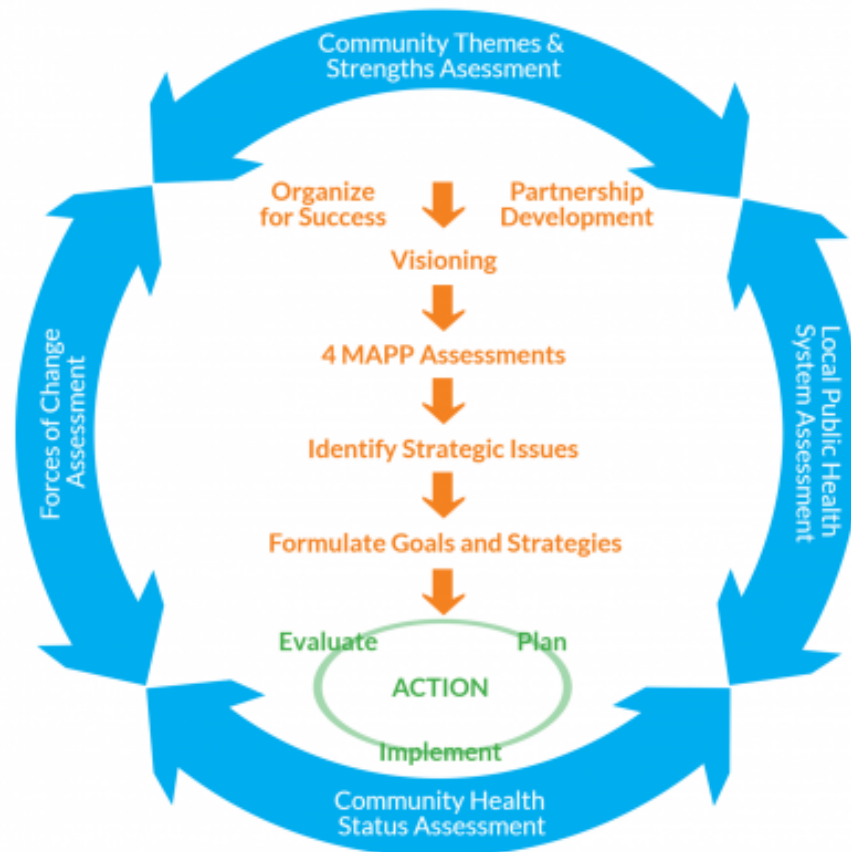 Community Themes &
Strengths Asessment
Organize
for Success
Partnership
Development
Visioning
4 MAPP Assessments
Identify Strategic Issues
Formulate Goals and Strategies
Evaluate
Plan
ACTION
Implement
Forces of Change
Assessment
Local Public Health
System Assessment
Community Health
Status Assessment